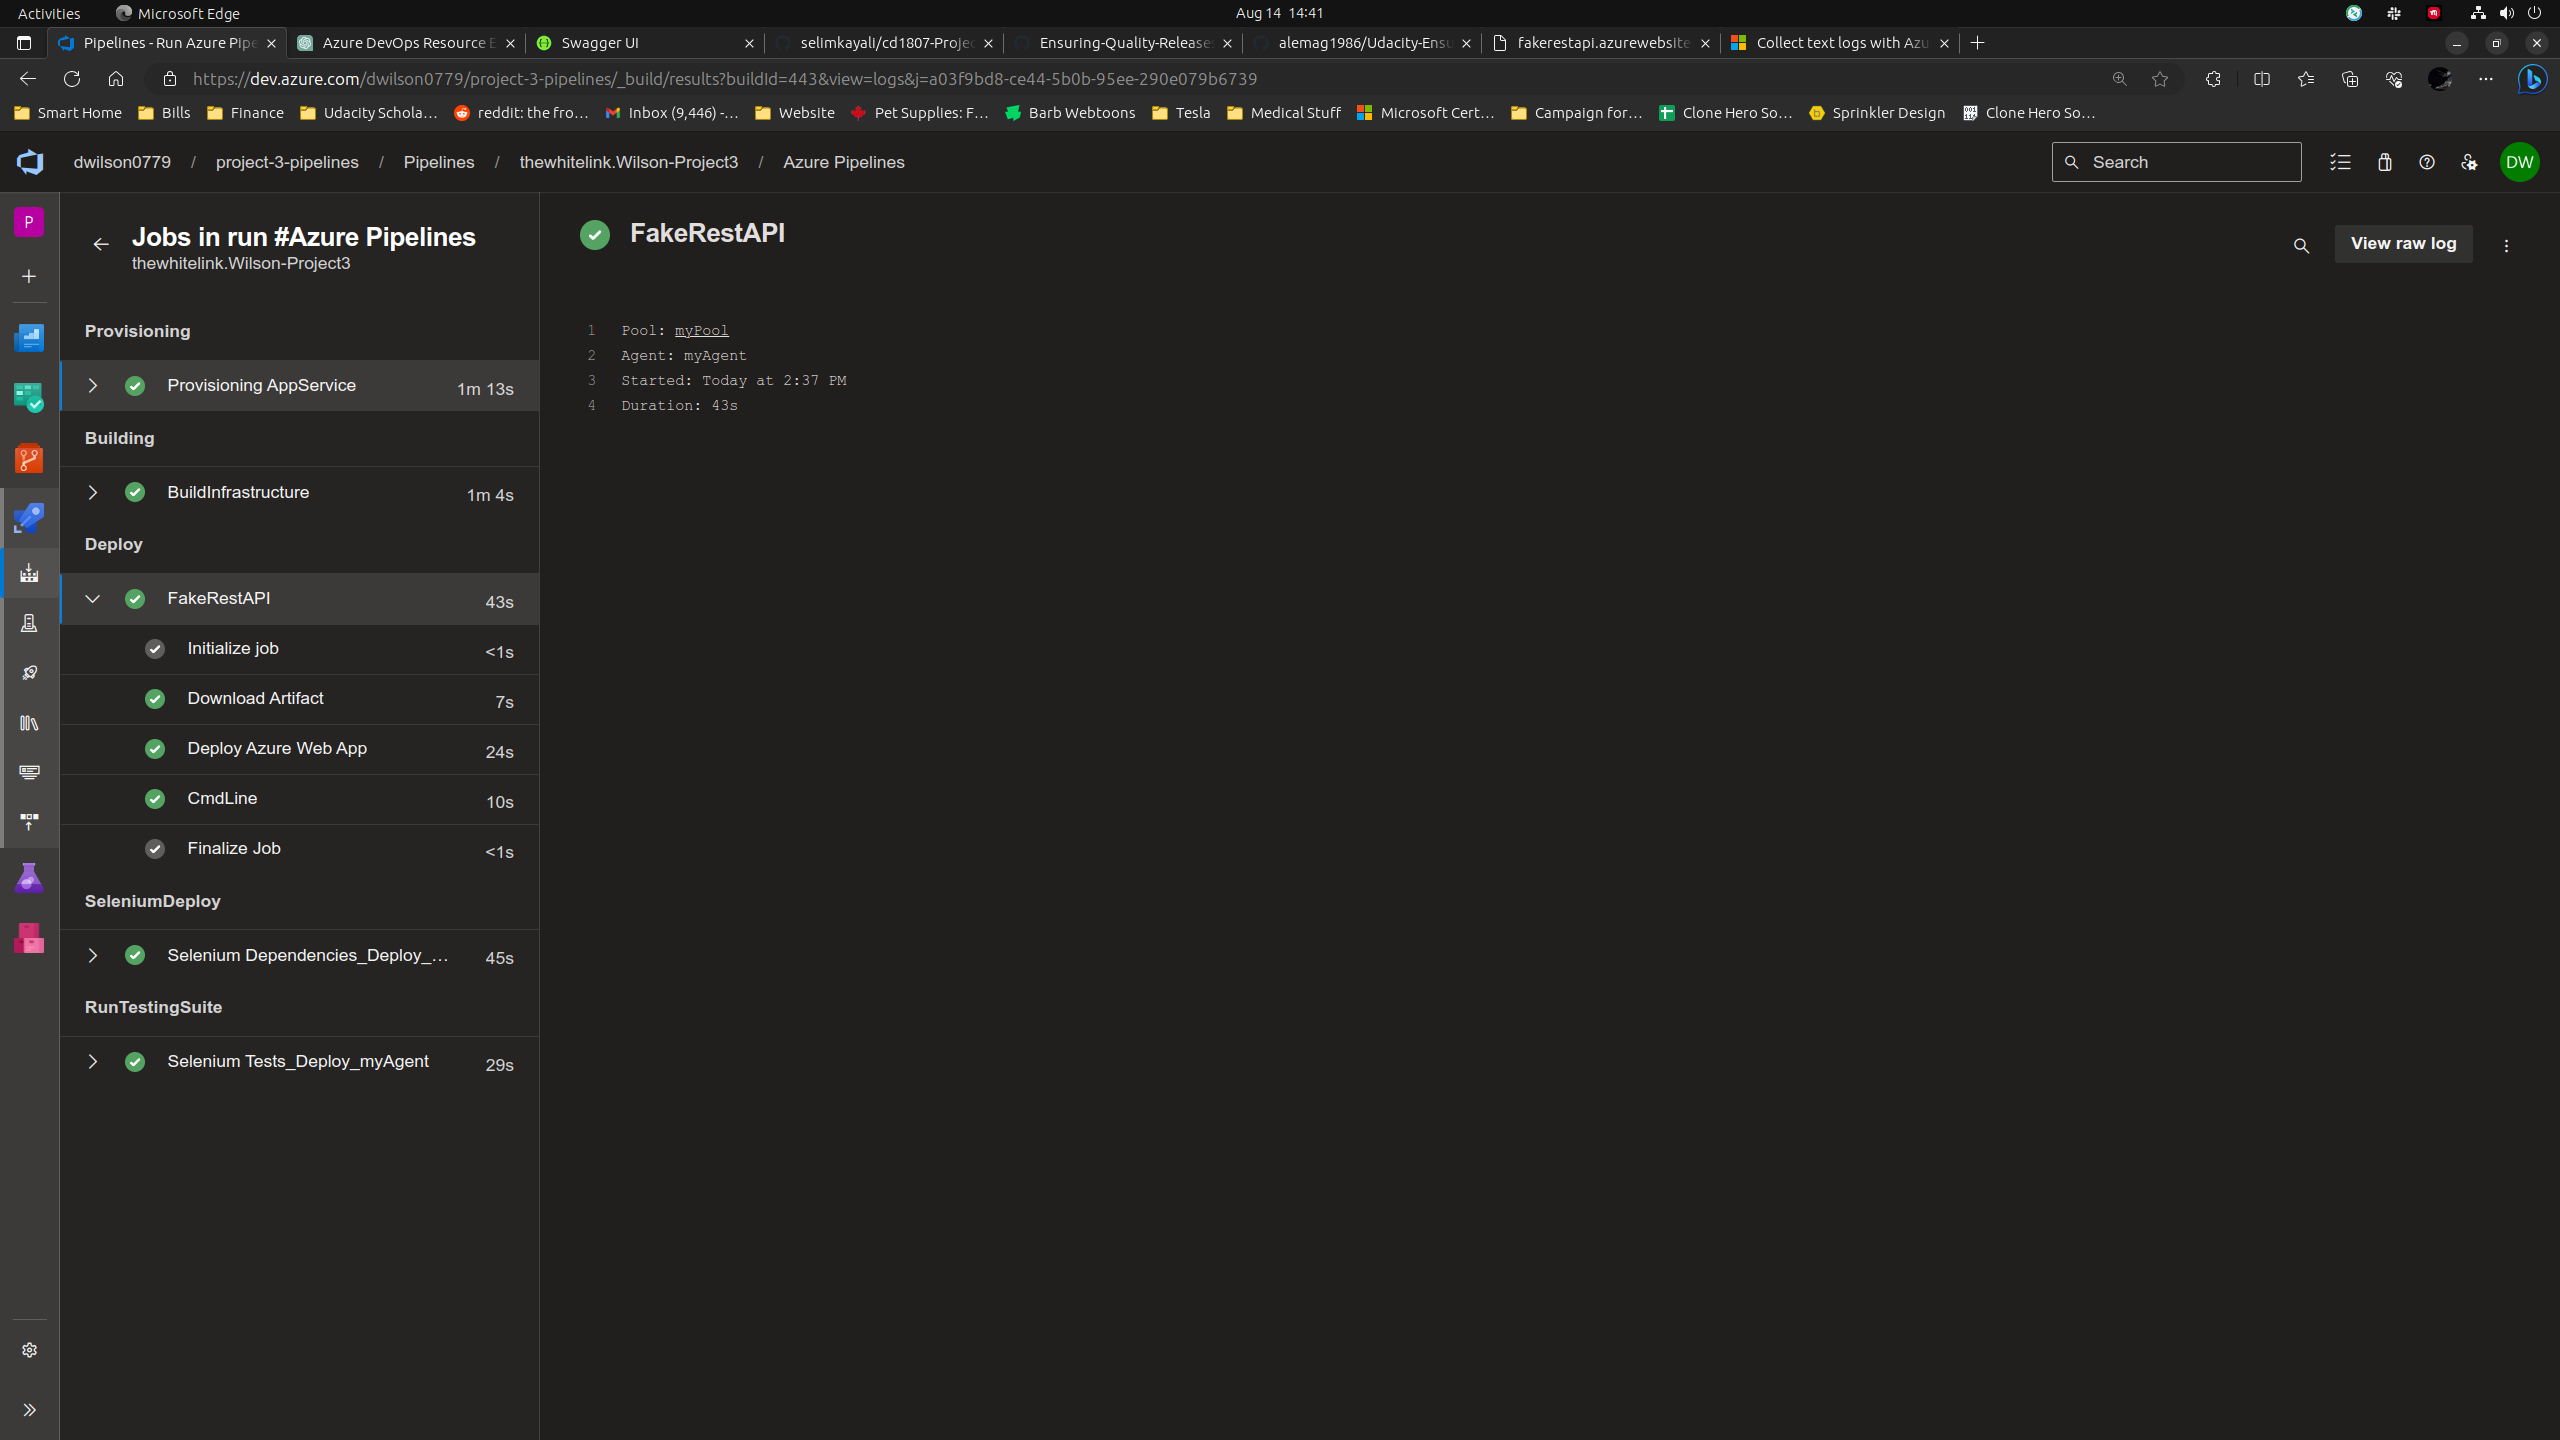 Activities Microsoft Edge Aug 14 14:41
Pipelines - Run Azure Pipe Azure DevOps Resource E Swagger UI selimkayali/cd1807-Projec Ensuring-Quality-Release alemag1986/Udacity-Ensu fakerestapi.azurewebsite Collect text logs with Azu
https://dev.azure.com/dwilson0779/project-3-pipelines/_build/results?buildId=443&view=logs&j=a03f9bd8-ce44-5b0b-95ee-290e079b6739
Smart Home Bills Finance Udacity Schola... reddit: the fro... Inbox (9,446) -... Website Pet Supplies: F... Barb Webtoons Tesla Medical Stuff Microsoft Cert... Campaign for... Clone Hero So... Sprinkler Design Clone Hero So...
dwilson0779 / project-3-pipelines / Pipelines / thewhitelink.Wilson-Project3 / Azure Pipelines Search DW
P
Jobs in run #Azure Pipelines
thewhitelink.Wilson-Project3
Provisioning
Provisioning AppService 1m 13s
Building
BuildInfrastructure 1m 4s
Deploy
FakeRestAPI 43s
Initialize job <1s
Download Artifact 7s
Deploy Azure Web App 24s
CmdLine 10s
Finalize Job <1s
SeleniumDeploy
Selenium Dependencies_Deploy_... 45s
RunTestingSuite
Selenium Tests_Deploy_myAgent 29s
FakeRestAPI
View raw log
1 Pool: myPool
2 Agent: myAgent
3 Started: Today at 2:37 PM
4 Duration: 43s